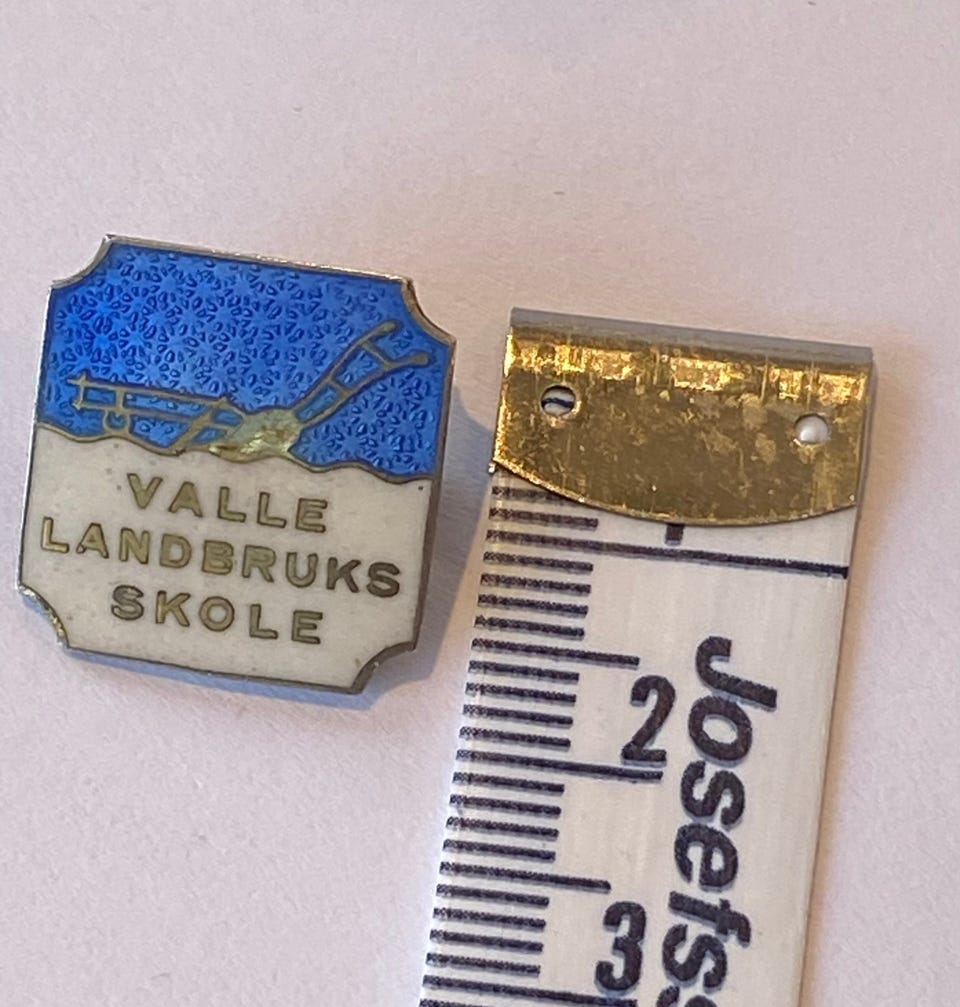 VALLE
LANDBRUKS
SKOLE
2
3
Josefs